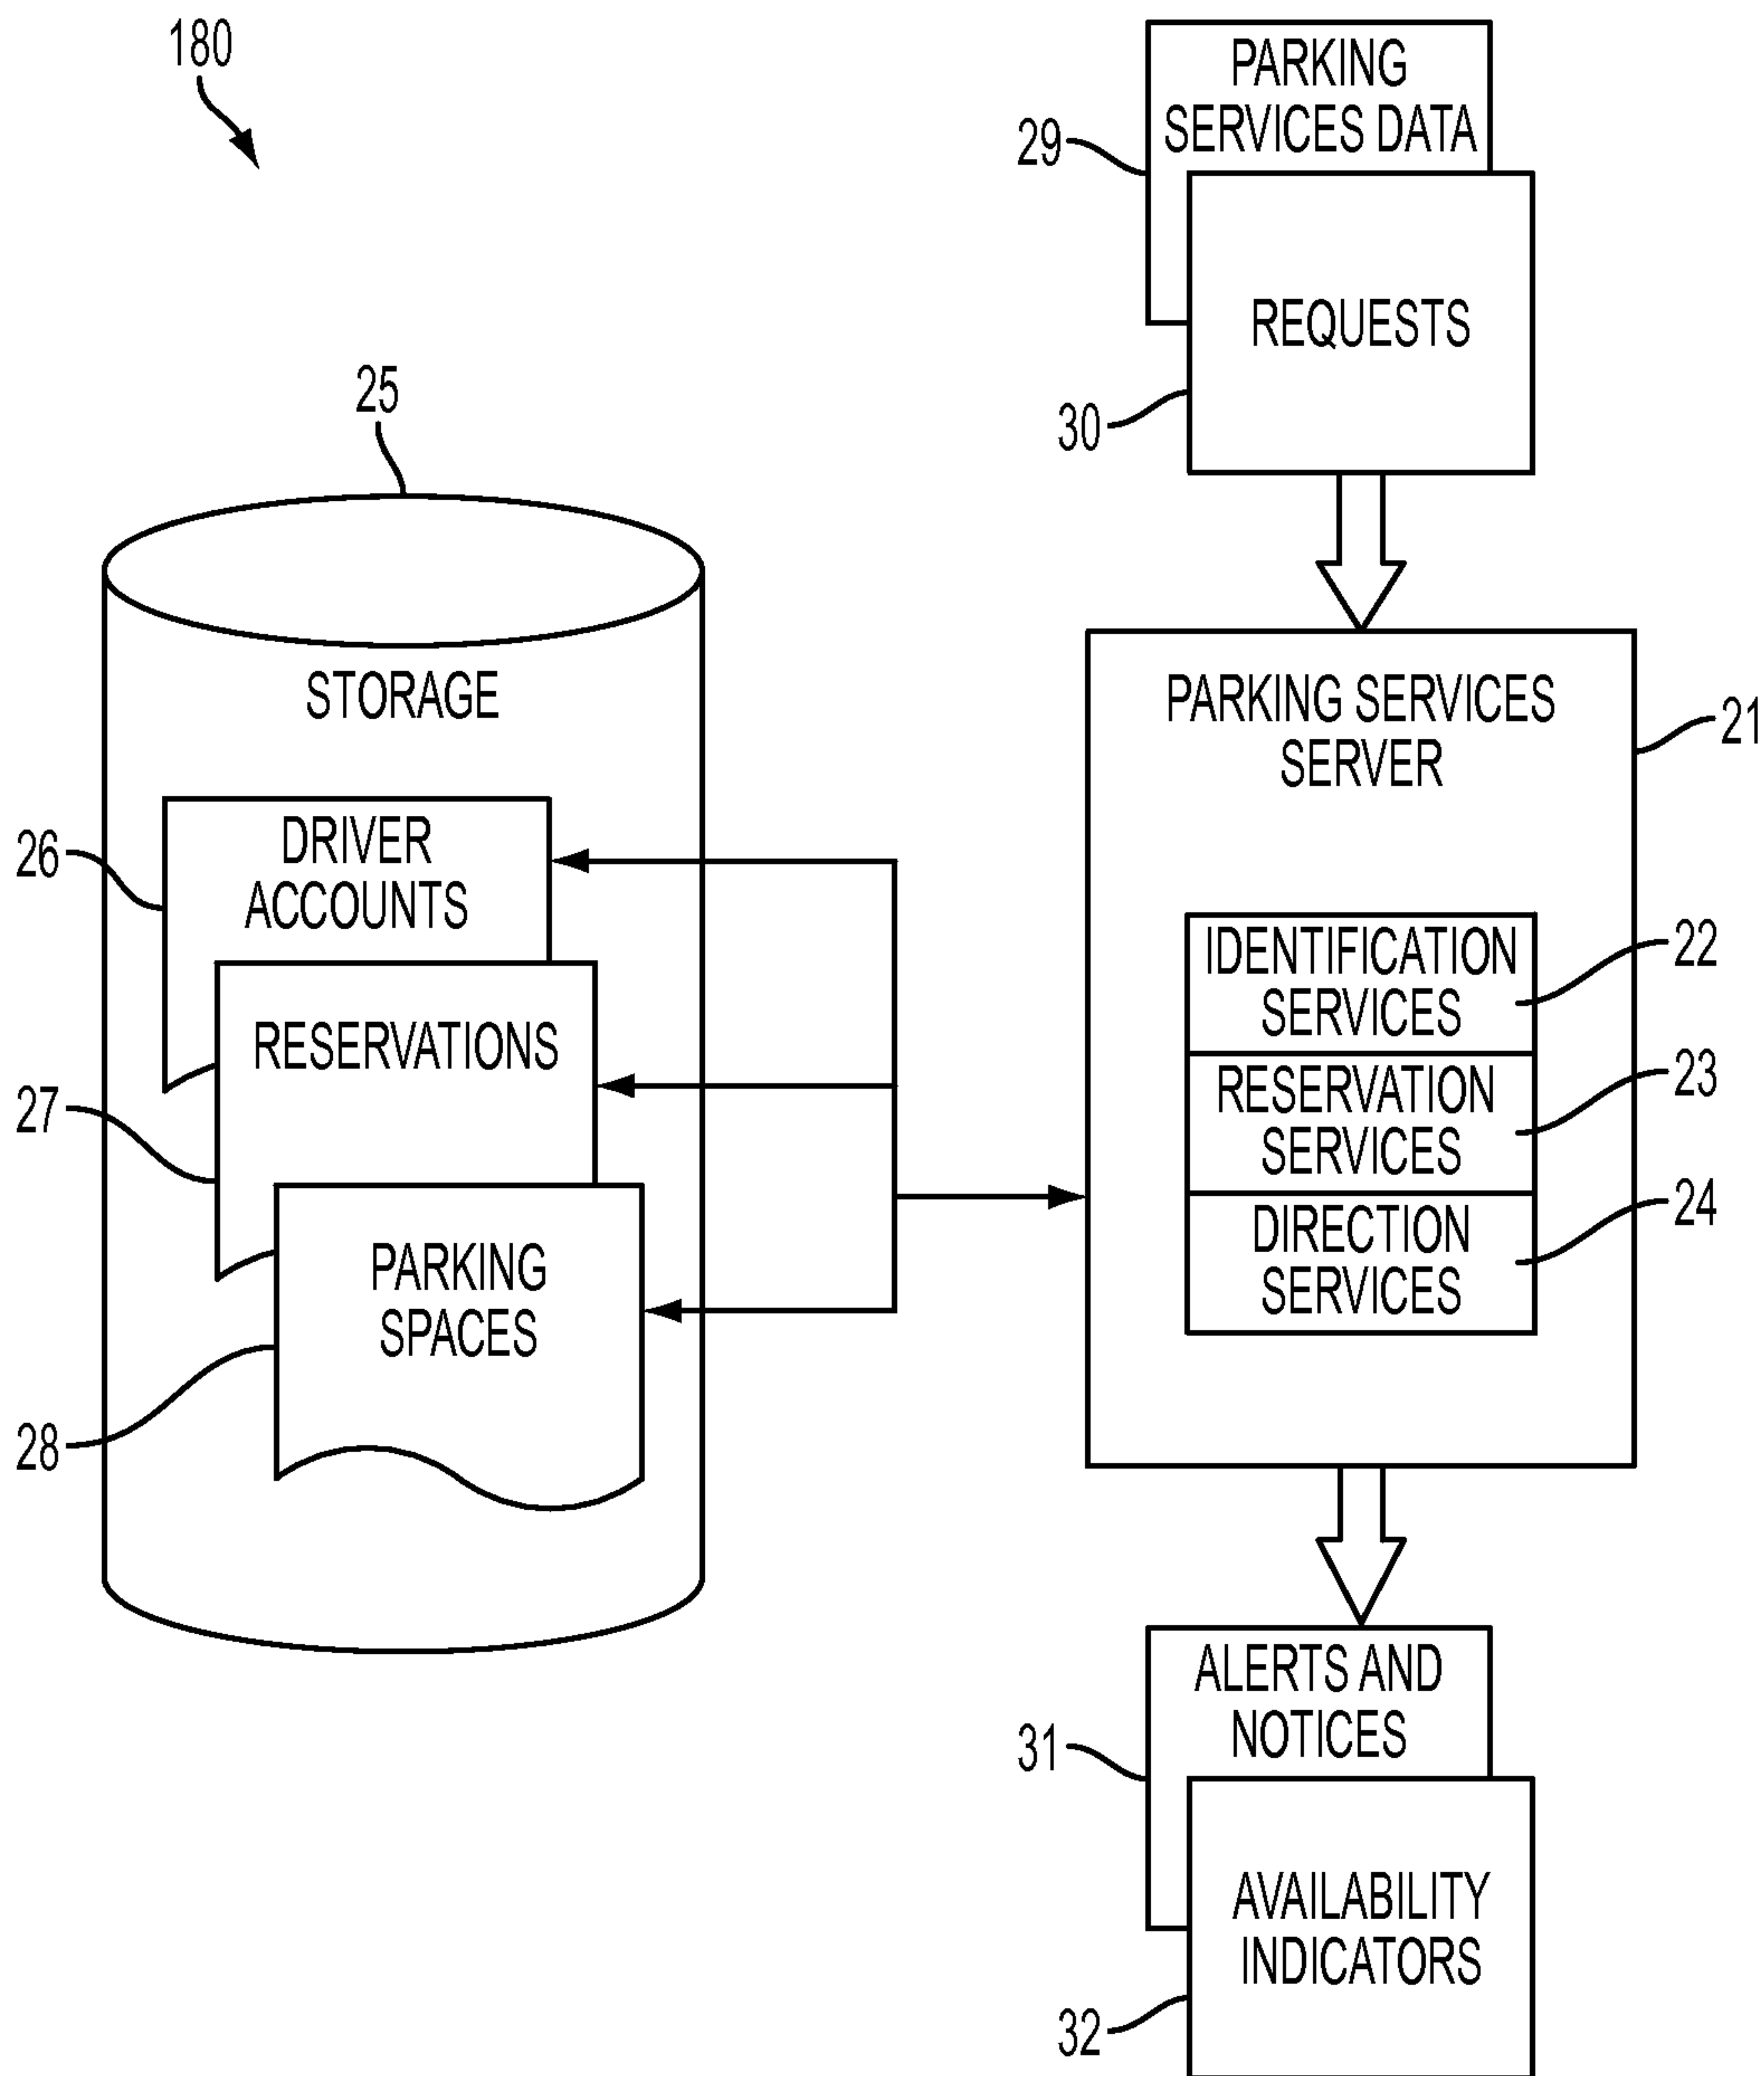 180
PARKING
SERVICES DATA
29
REQUESTS
30
25
STORAGE
PARKING SERVICES
SERVER
21
DRIVER
ACCOUNTS
26
IDENTIFICATION
SERVICES
22
RESERVATIONS
27
RESERVATION
SERVICES
23
DIRECTION
SERVICES
24
PARKING
SPACES
28
ALERTS AND
NOTICES
31
AVAILABILITY
INDICATORS
32